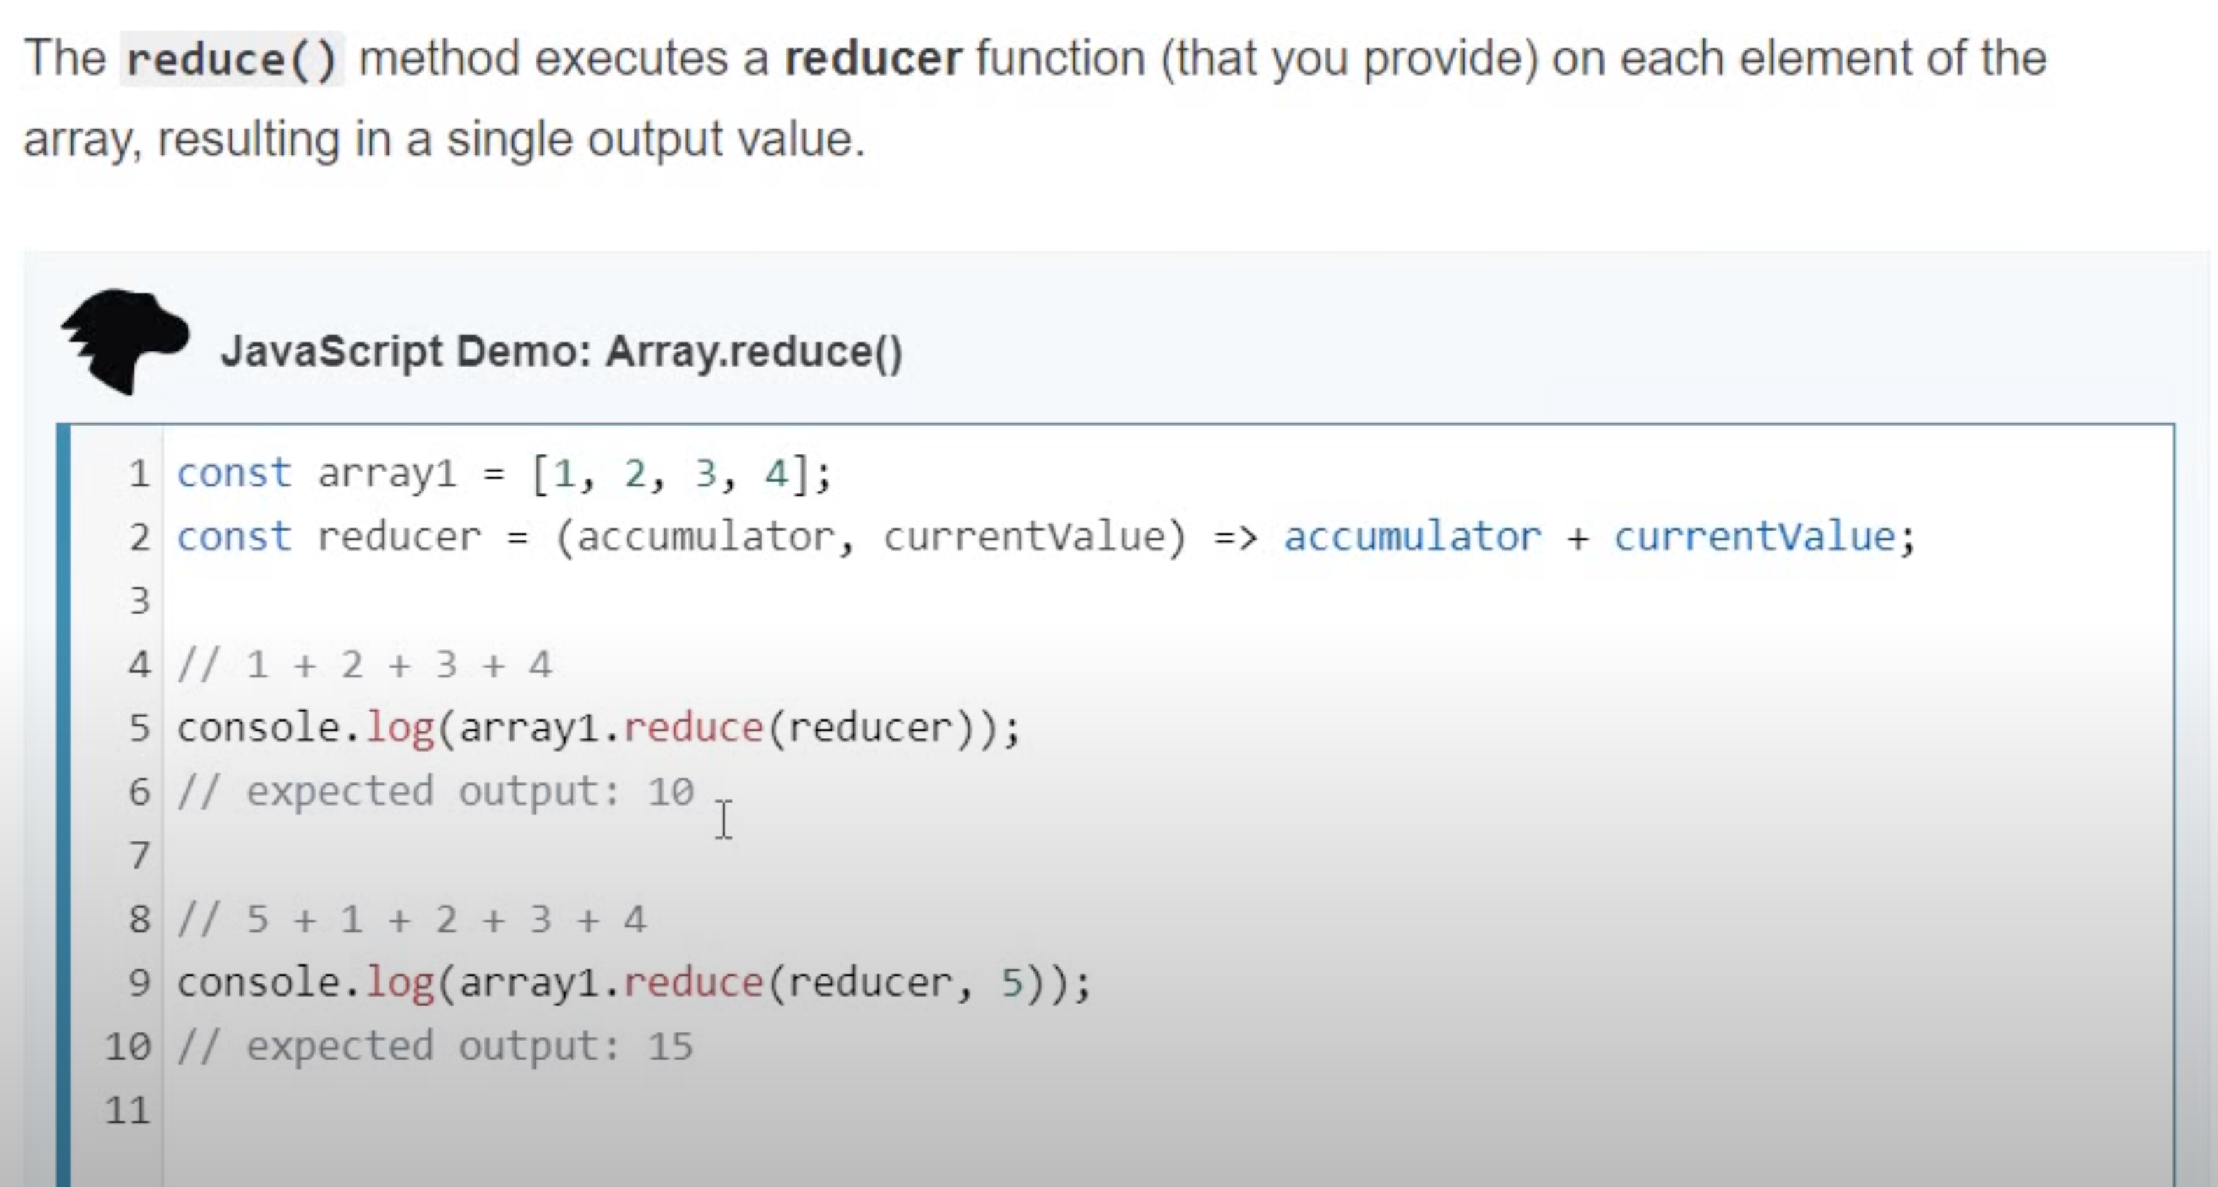 The reduce() method executes a reducer function (that you provide) on each element of the
array, resulting in a single output value.
JavaScript Demo: Array.reduce()
1 const array1 = [1, 2, 3, 4];
2 const reducer = (accumulator, currentValue) => accumulator + currentValue;
3
4 // 1 + 2 + 3 + 4
5 console.log(array1.reduce(reducer));
6 // expected output: 10
7
8 // 5 + 1 + 2 + 3 + 4
9 console.log(array1.reduce(reducer, 5));
10 // expected output: 15
11